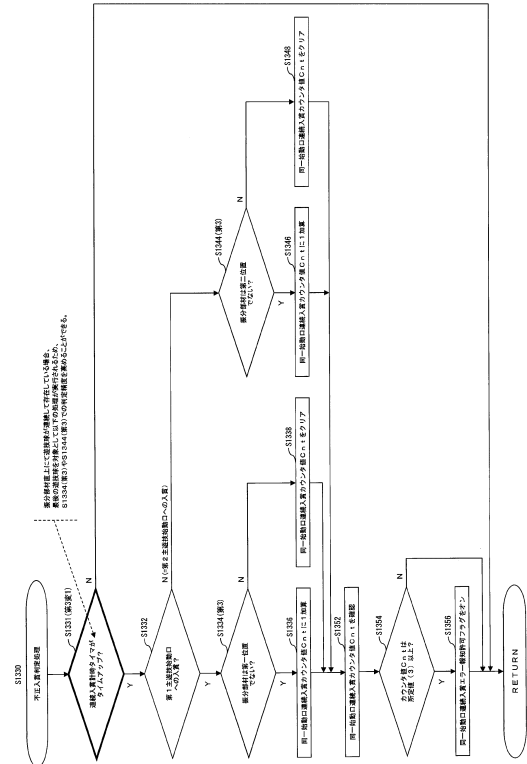 S1330
不正入賞判定処理
振分部材直上にて遊技球が連続して存在している場合、
最後の遊技球を対象として以下の処理が実行されるため、
S1334(第3)やS1344(第3)での判定精度を高めることができる。
S1331(第3変1)
連続入賞計時タイマが
タイムアップ？
N
Y
S1332
第1主遊技始動口
への入賞？
N(=第2主遊技始動口への入賞)
Y
S1334(第3)
振分部材は第一位置
でない？
N
Y
S1344(第3)
振分部材は第二位置
でない？
N
Y
S1336
同一始動口連続入賞カウンタ値Cntに1加算
S1338
同一始動口連続入賞カウンタ値Cntをクリア
S1346
同一始動口連続入賞カウンタ値Cntに1加算
S1348
同一始動口連続入賞カウンタ値Cntをクリア
S1352
同一始動口連続入賞カウンタ値Cntを確認
S1354
カウンタ値Cntは
所定値(3)以上？
N
Y
S1356
同一始動口連続入賞エラー報知許可フラグをオン
RETURN